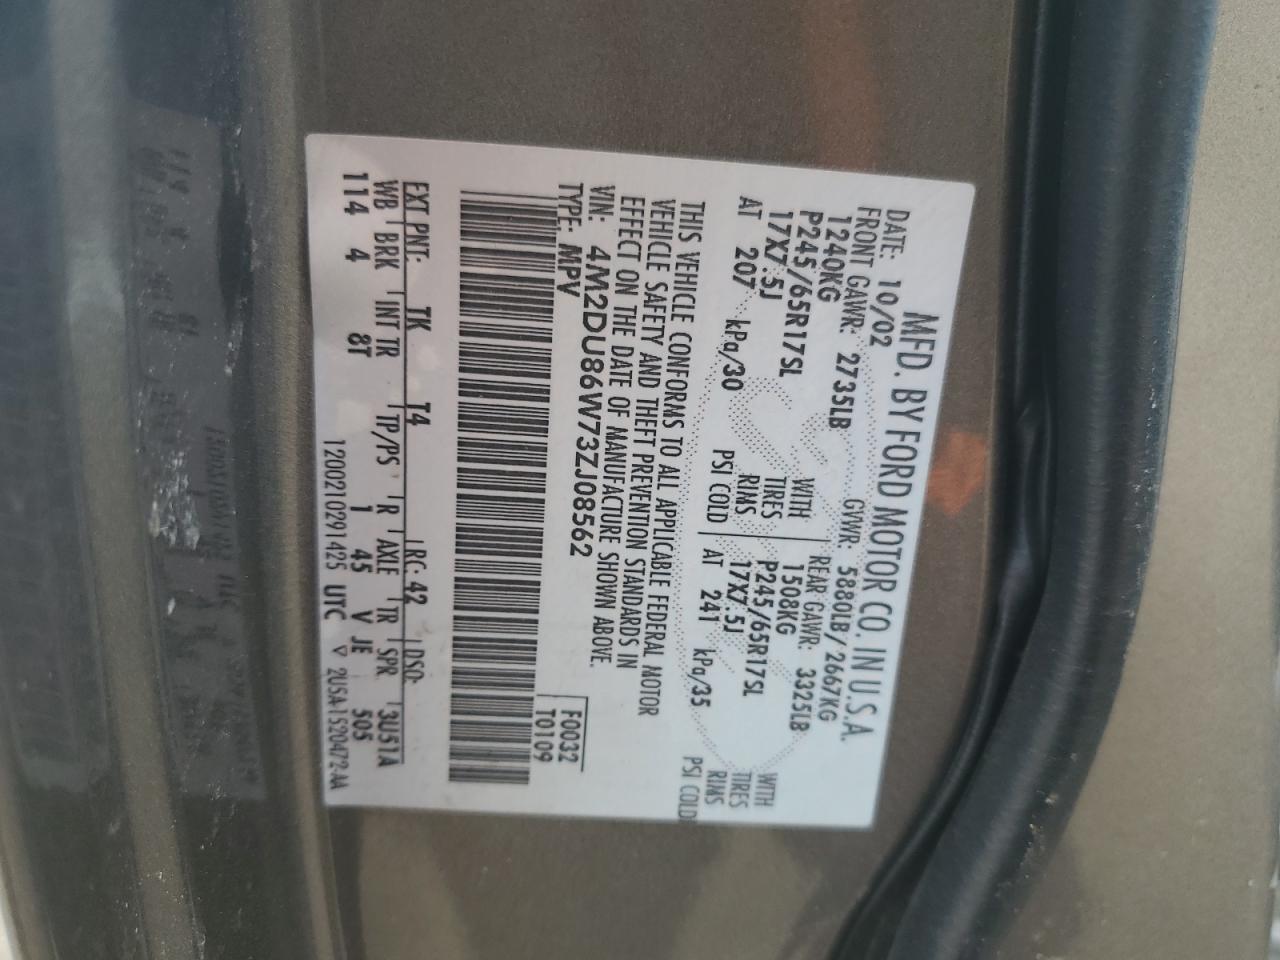 MFD. BY FORD MOTOR CO. IN U.S.A.
DATE: 10/02 GVWR: 5880LB/2667KG
FRONT GAWR: 2735LB REAR GAWR: 3325LB
1240KG WITH 1508KG WITH
P245/65R17SL TIRES P245/65R17SL TIRES
17X7.5J RIMS 17X7.5J RIMS
AT 207 kPa/30 PSI COLD AT 241 kPa/35 PSI COLD
THIS VEHICLE CONFORMS TO ALL APPLICABLE FEDERAL MOTOR
VEHICLE SAFETY AND THEFT PREVENTION STANDARDS IN
EFFECT ON THE DATE OF MANUFACTURE SHOWN ABOVE.
VIN: 4M2DU86W73ZJ08562 F0032
TYPE: MPV T0109
EXT PNT: TK T4 RC: 42 DSO:
WB BRK INT TR TP/PS R AXLE TR SPR 3U51A
114 4 8T 1 45 V JE 505
120021029142​5 UTC ▽ 2USA-1520472-AA